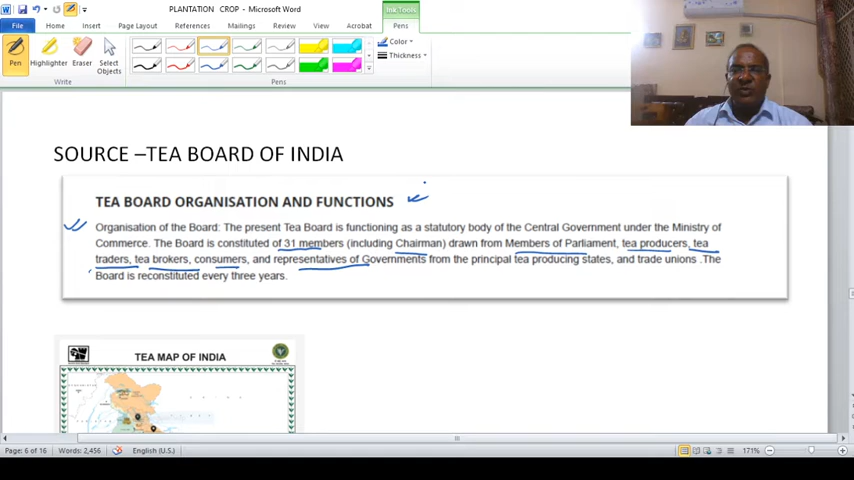 PLANTATION CROP - Microsoft Word
Ink Tools
File Home Insert Page Layout References Mailings Review View Acrobat Pens
Pen Highlighter Eraser Select Objects
Color
Thickness
Write Pens
SOURCE –TEA BOARD OF INDIA
TEA BOARD ORGANISATION AND FUNCTIONS
Organisation of the Board: The present Tea Board is functioning as a statutory body of the Central Government under the Ministry of
Commerce. The Board is constituted of 31 members (including Chairman) drawn from Members of Parliament, tea producers, tea
traders, tea brokers, consumers, and representatives of Governments from the principal tea producing states, and trade unions .The
Board is reconstituted every three years.
TEA MAP OF INDIA
Page: 6 of 16 Words: 2,456 English (U.S.) 171%